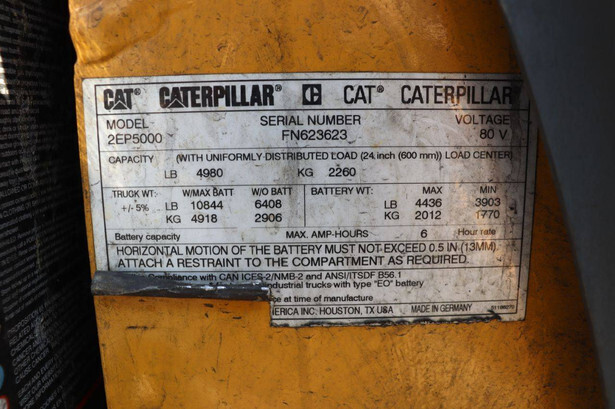 CAT® CATERPILLAR® C CAT® CATERPILLAR
MODEL SERIAL NUMBER VOLTAGE
2EP5000 FN623623 80 V
CAPACITY (WITH UNIFORMLY DISTRIBUTED LOAD (24 inch (600 mm)) LOAD CENTER)
LB 4980 KG 2260
TRUCK WT: W/MAX BATT W/O BATT BATTERY WT: MAX MIN
+/- 5% LB 10844 6408 LB 4436 3903
KG 4918 2906 KG 2012 1770
Battery capacity MAX. AMP-HOURS 6 Hour rate
HORIZONTAL MOTION OF THE BATTERY MUST NOT EXCEED 0.5 IN (13MM)
ATTACH A RESTRAINT TO THE COMPARTMENT AS REQUIRED.
with CAN ICES-2/NMB-2 and ANSI/ITSDF B56.1
industrial trucks with type "EO" battery
at time of manufacture
INC. HOUSTON, TX USA MADE IN GERMANY